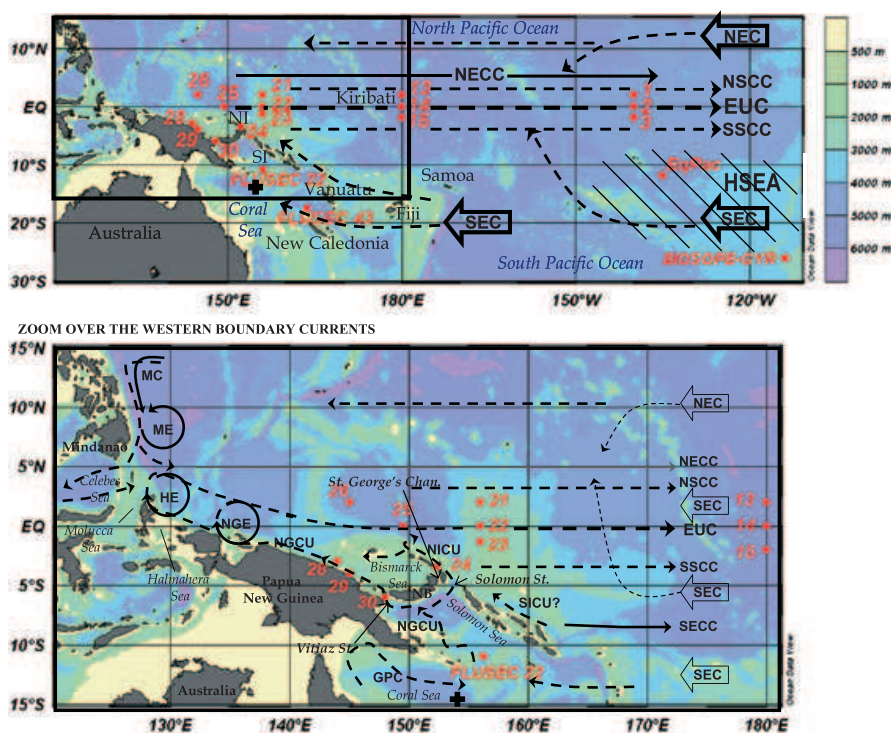 North Pacific Ocean
NEC
10°N
NECC
500 m
1000 m
2000 m
3000 m
4000 m
5000 m
6000 m
26
25
21
22
23
Kiribati
13
14
15
1
2
3
NSCC
EUC
SSCC
EQ
NI
28
29
30
24
SI
10°S
FLUSEC 22
Vanuatu
Samoa
EqPac
HSEA
Coral
Sea
FLUSEC 43
Fiji
SEC
SEC
20°S
Australia
New Caledonia
South Pacific Ocean
BIOSOPE-GYR
30°S
Ocean Data View
150°E
180°E
150°W
120°W
ZOOM OVER THE WESTERN BOUNDARY CURRENTS
15°N
MC
10°N
NEC
ME
Mindanao
5°N
NECC
Celebes
Sea
St. George's Chan.
NSCC
HE
25
21
SEC
13
NGE
EQ
22
EUC
14
Molucca
Sea
NGCU
23
15
NICU
Halmahera
Sea
28
Bismarck
Sea
24
SSCC
5°S
29
Papua
New Guinea
30
NB
Solomon St.
SEC
Solomon Sea
SICU?
NGCU
SECC
10°S
Vitiaz St.
FLUSEC 22
GPC
SEC
Australia
Coral Sea
15°S
Ocean Data View
130°E
140°E
150°E
160°E
170°E
180°E